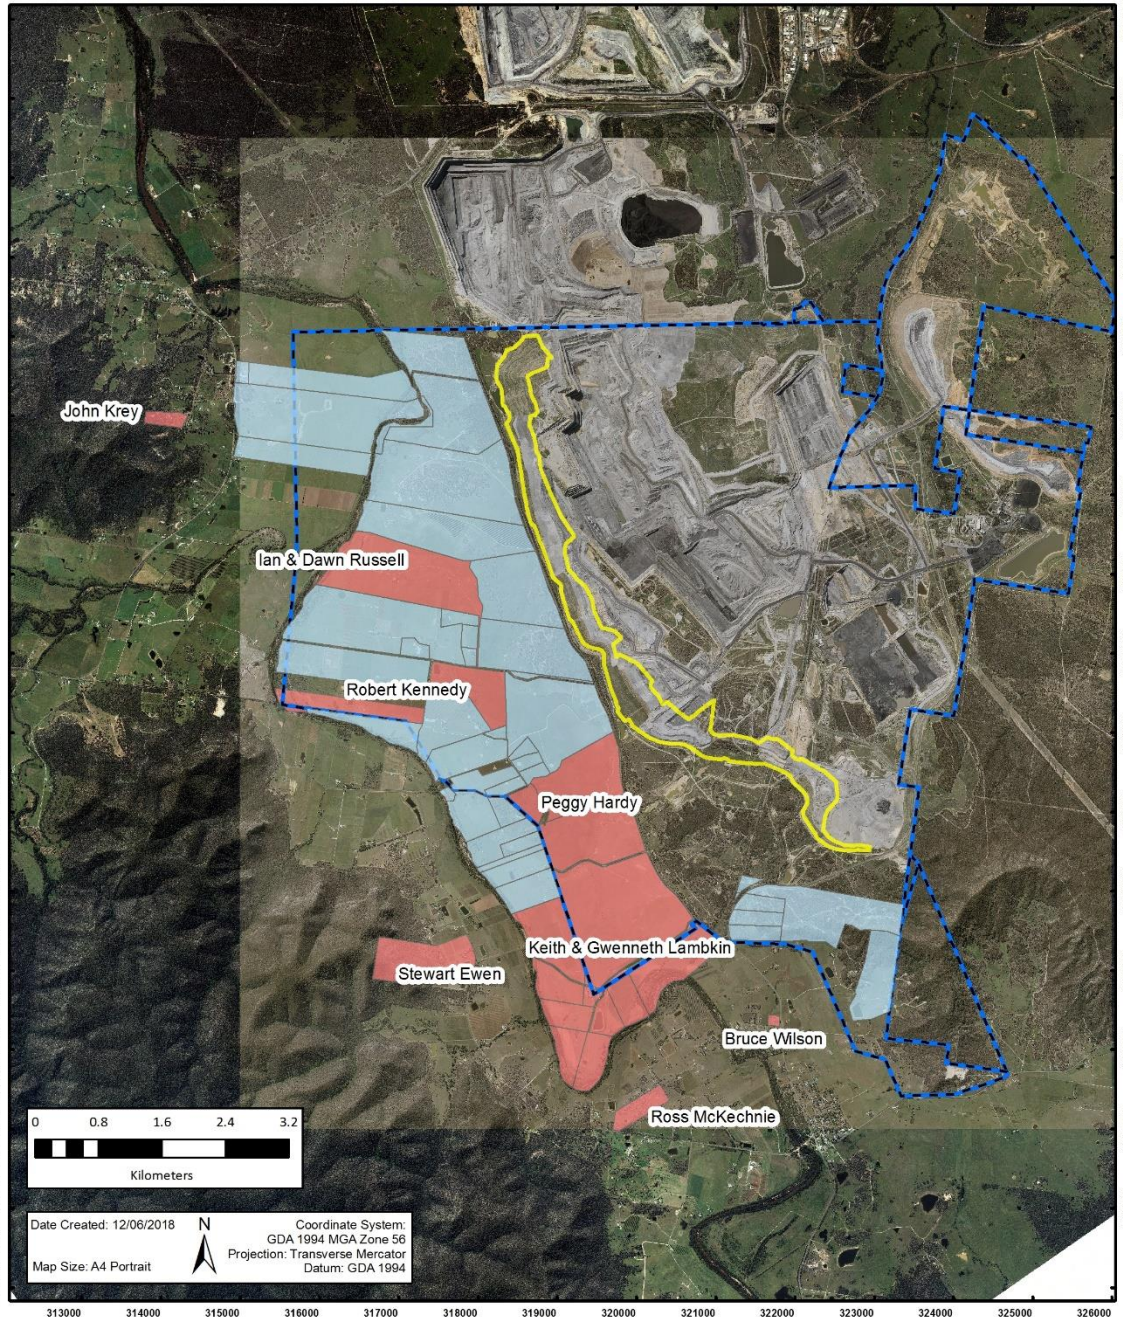 John Krey
Ian & Dawn Russell
Robert Kennedy
Peggy Hardy
Keith & Gwenneth Lambkin
Stewart Ewen
Bruce Wilson
Ross McKechnie
0 0.8 1.6 2.4 3.2
Kilometers
Date Created: 12/06/2018
Map Size: A4 Portrait
N
Coordinate System:
GDA 1994 MGA Zone 56
Projection: Transverse Mercator
Datum: GDA 1994
313000 314000 315000 316000 317000 318000 319000 320000 321000 322000 323000 324000 325000 326000